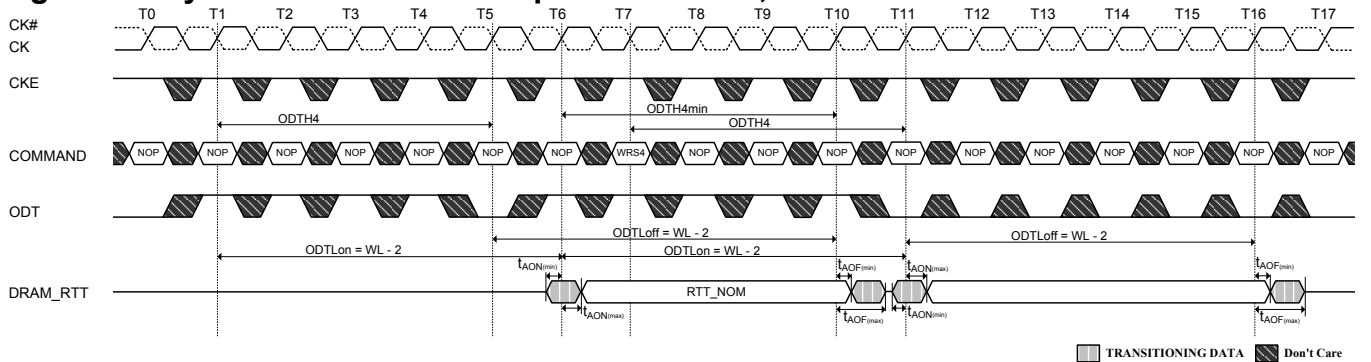 T0 T1 T2 T3 T4 T5 T6 T7 T8 T9 T10 T11 T12 T13 T14 T15 T16 T17
CK#
CK
CKE
ODTH4 ODTH4min
ODTH4
COMMAND NOP NOP NOP NOP NOP NOP NOP WRS4 NOP NOP NOP NOP NOP NOP NOP NOP NOP NOP
ODT
ODTLoff = WL - 2 ODTLoff = WL - 2
ODTLon = WL - 2 ODTLon = WL - 2
tAON(min) tAOF(min) tAON(max) tAOF(min)
DRAM_RTT RTT_NOM
tAON(max) tAOF(max) tAON(min) tAOF(max)
TRANSITIONING DATA Don't Care